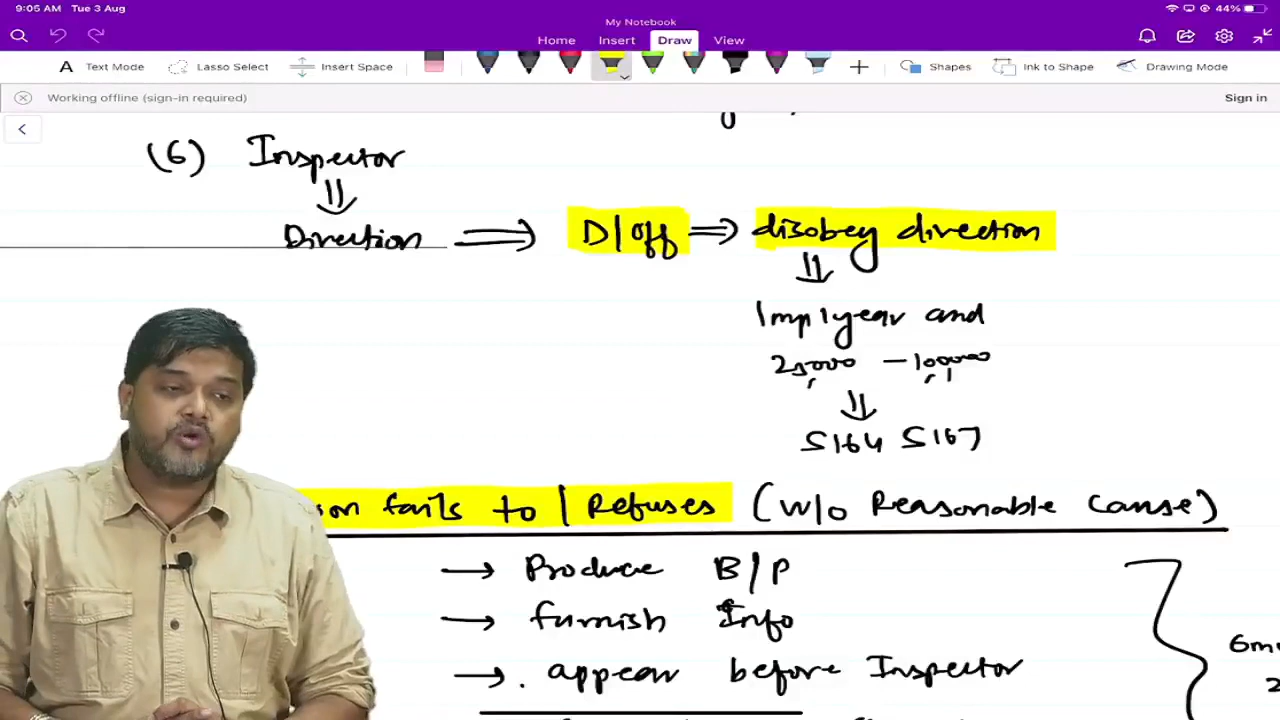 9:05 AM Tue 3 Aug
44%
My Notebook
Home Insert Draw View
Text Mode Lasso Select Insert Space Shapes Ink to Shape Drawing Mode
Working offline (sign-in required) Sign in
(6) Inspector
Direction ⇒ D/off ⇒ disobey direction
Imp 1 year and
25,000 — 1,00,000
S164 S167
son fails to / Refuses (w/o Reasonable Cause)
→ Produce B/P
→ furnish Info
→ appear before Inspector